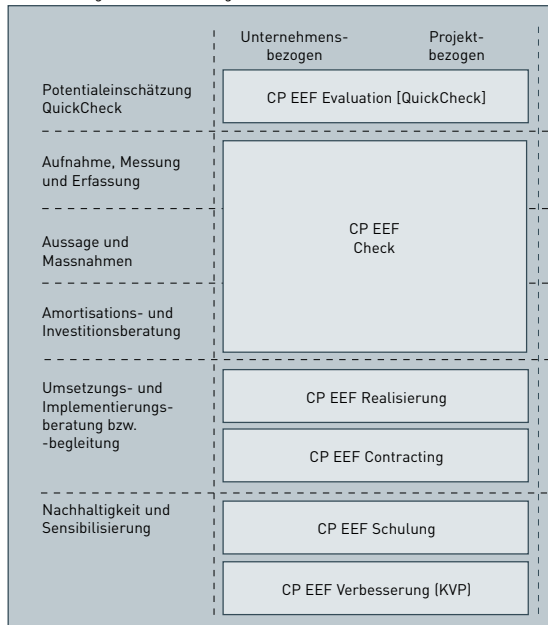 Unternehmens-
bezogen
Projekt-
bezogen
Potentialeinschätzung
QuickCheck
CP EEF Evaluation [QuickCheck]
Aufnahme, Messung
und Erfassung
Aussage und
Massnahmen
Amortisations- und
Investitionsberatung
CP EEF
Check
Umsetzungs- und
Implementierungs-
beratung bzw.
-begleitung
CP EEF Realisierung
CP EEF Contracting
Nachhaltigkeit und
Sensibilisierung
CP EEF Schulung
CP EEF Verbesserung (KVP)